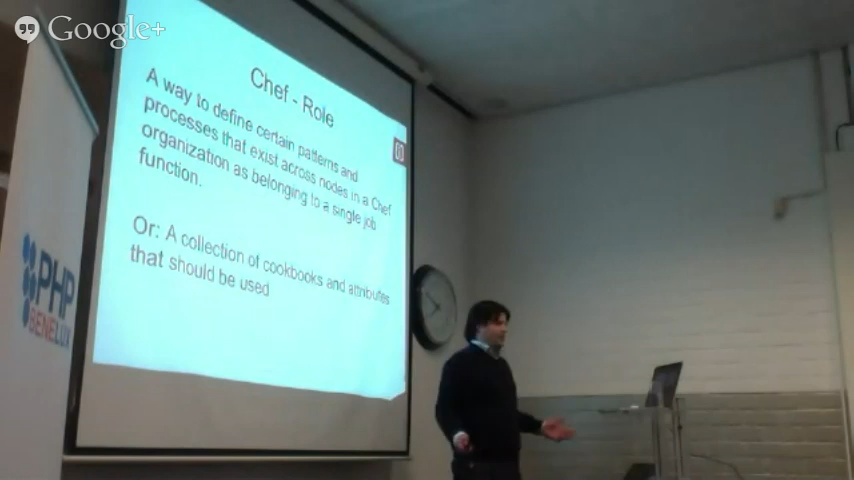 Google+
Chef - Role
A way to define certain patterns and
processes that exist across nodes in a Chef
organization as belonging to a single job
function.
Or: A collection of cookbooks and attributes
that should be used
PHP
BENELUX